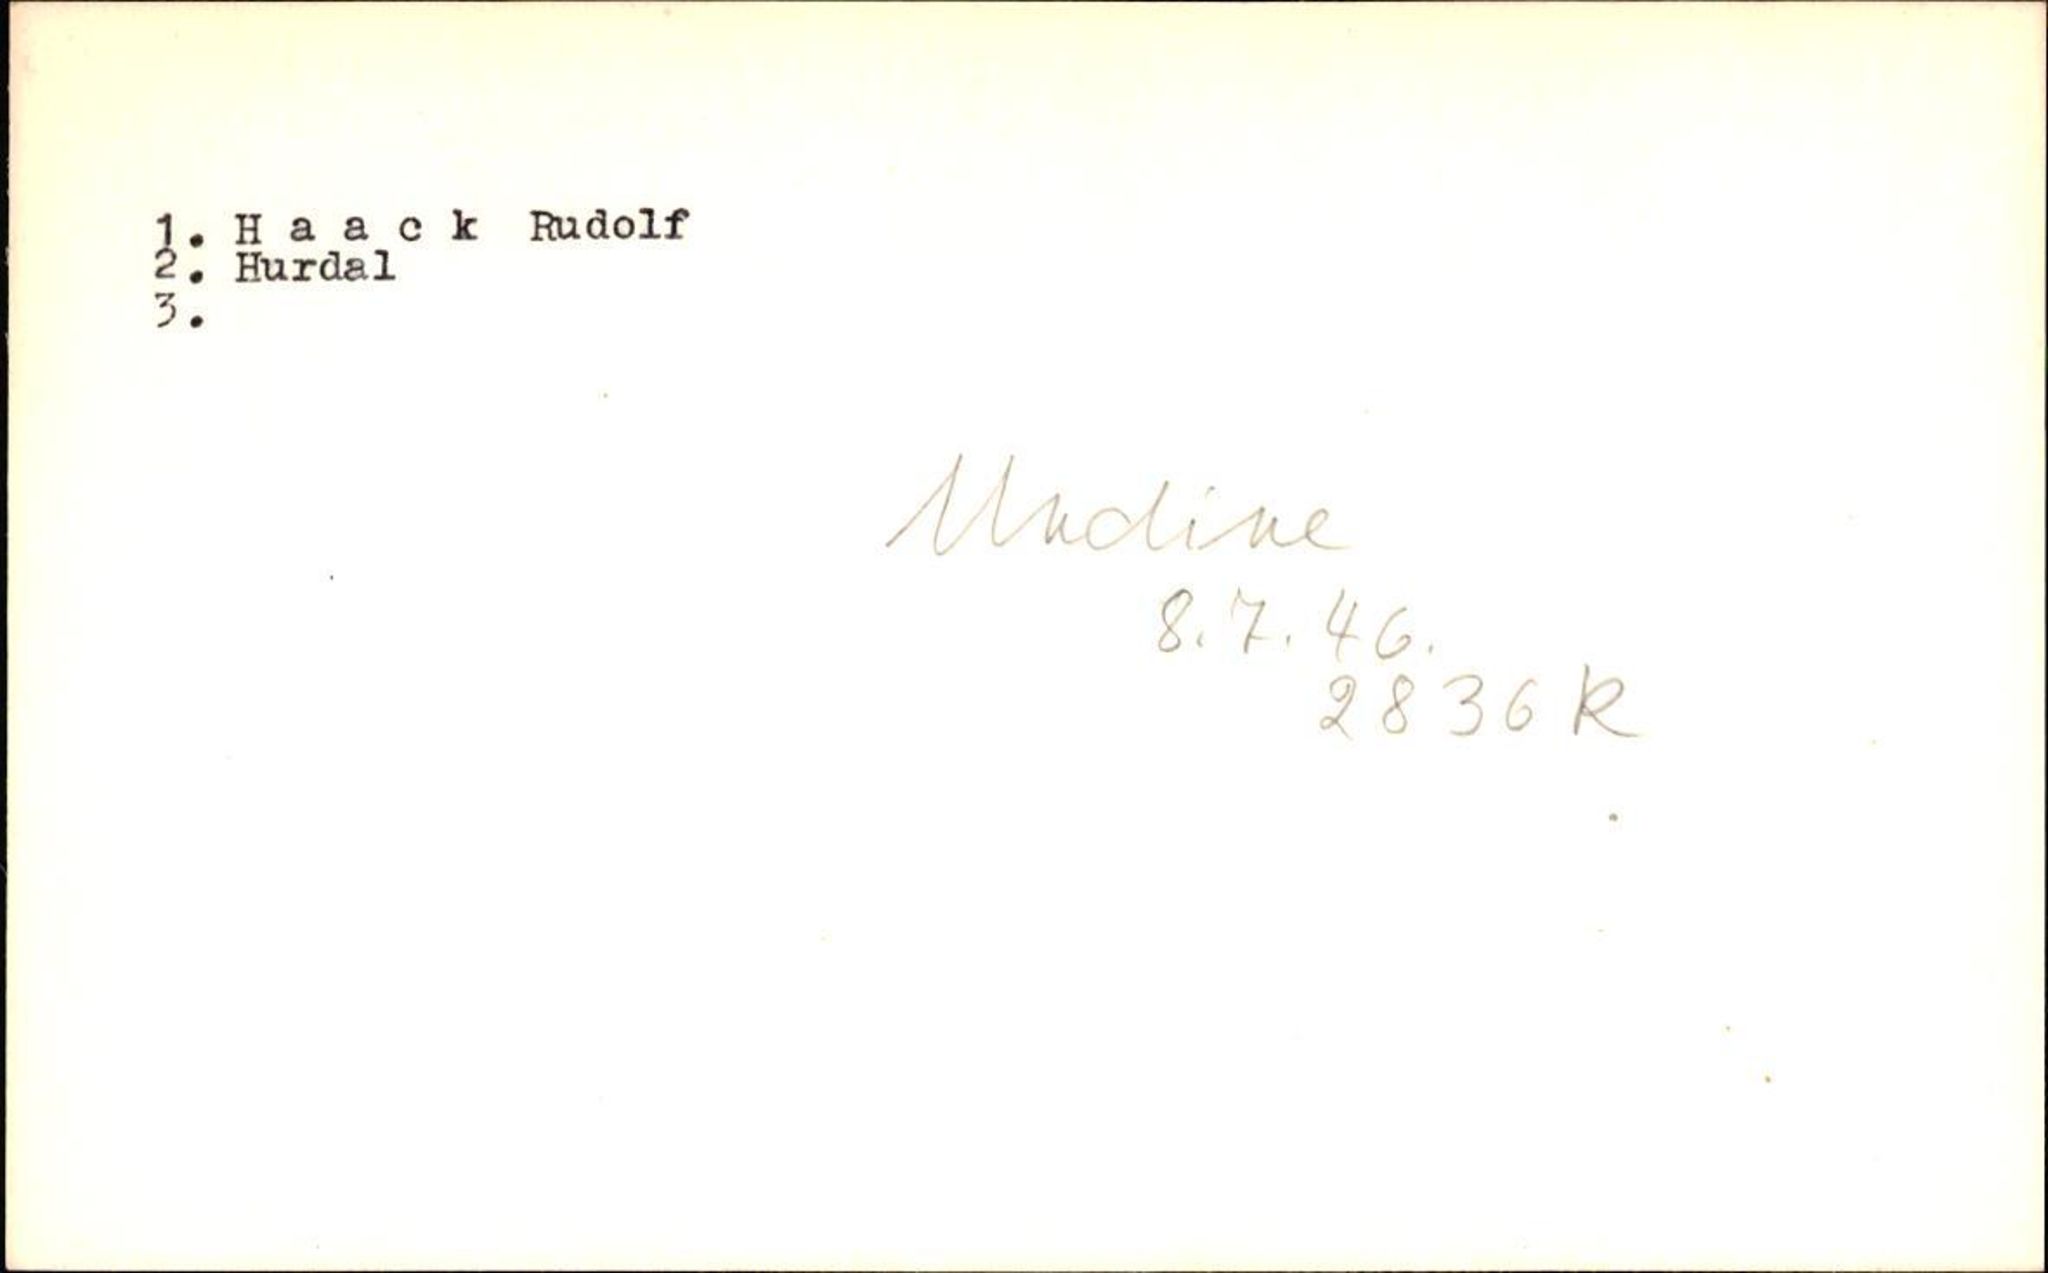 1. H a a c k Rudolf
2. Hurdal
3.
Undine
8.7.46.
2836 R